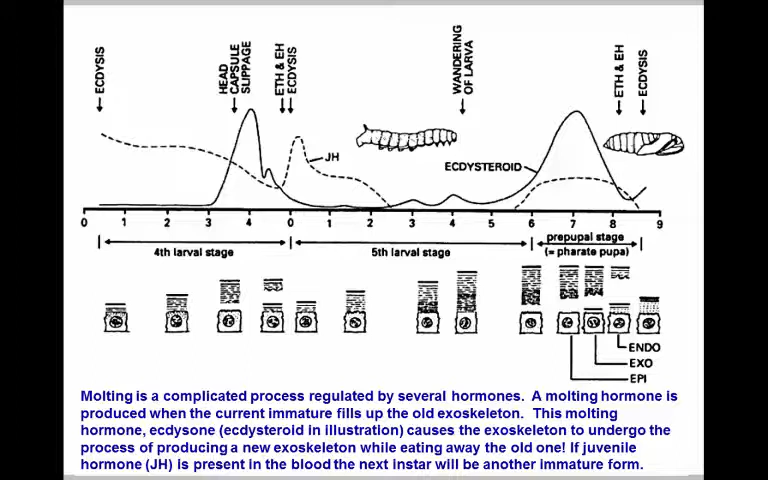 ECDYSIS
HEAD
CAPSULE
SLIPPAGE
ETH & EH
ECDYSIS
WANDERING
OF LARVA
ETH & EH
ECDYSIS
JH
ECDYSTEROID
0 1 2 3 4 0 1 2 3 4 5 6 7 8 9
4th larval stage
5th larval stage
prepupal stage
(= pharate pupa)
ENDO
EXO
EPI
Molting is a complicated process regulated by several hormones. A molting hormone is
produced when the current immature fills up the old exoskeleton. This molting
hormone, ecdysone (ecdysteroid in illustration) causes the exoskeleton to undergo the
process of producing a new exoskeleton while eating away the old one! If juvenile
hormone (JH) is present in the blood the next instar will be another immature form.